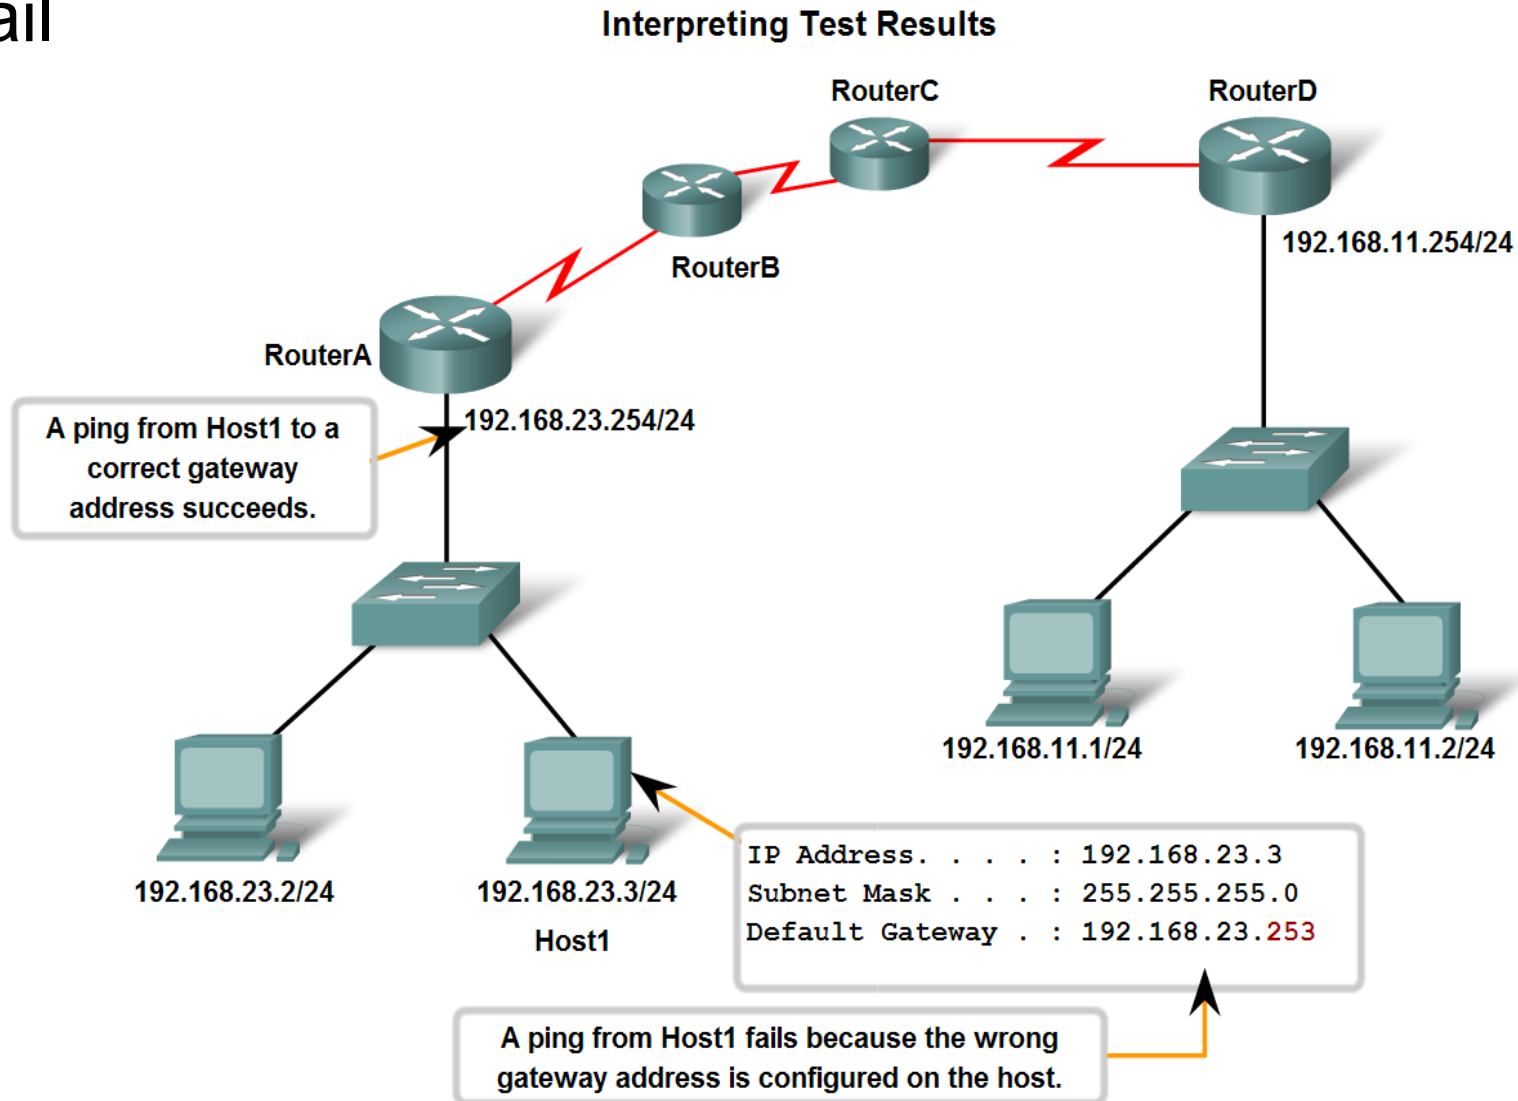 ail
Interpreting Test Results
RouterC
RouterD
192.168.11.254/24
RouterB
RouterA
192.168.23.254/24
A ping from Host1 to a
correct gateway
address succeeds.
192.168.11.1/24
192.168.11.2/24
192.168.23.2/24
192.168.23.3/24
Host1
IP Address. . . . : 192.168.23.3
Subnet Mask . . . : 255.255.255.0
Default Gateway . : 192.168.23.253
A ping from Host1 fails because the wrong
gateway address is configured on the host.